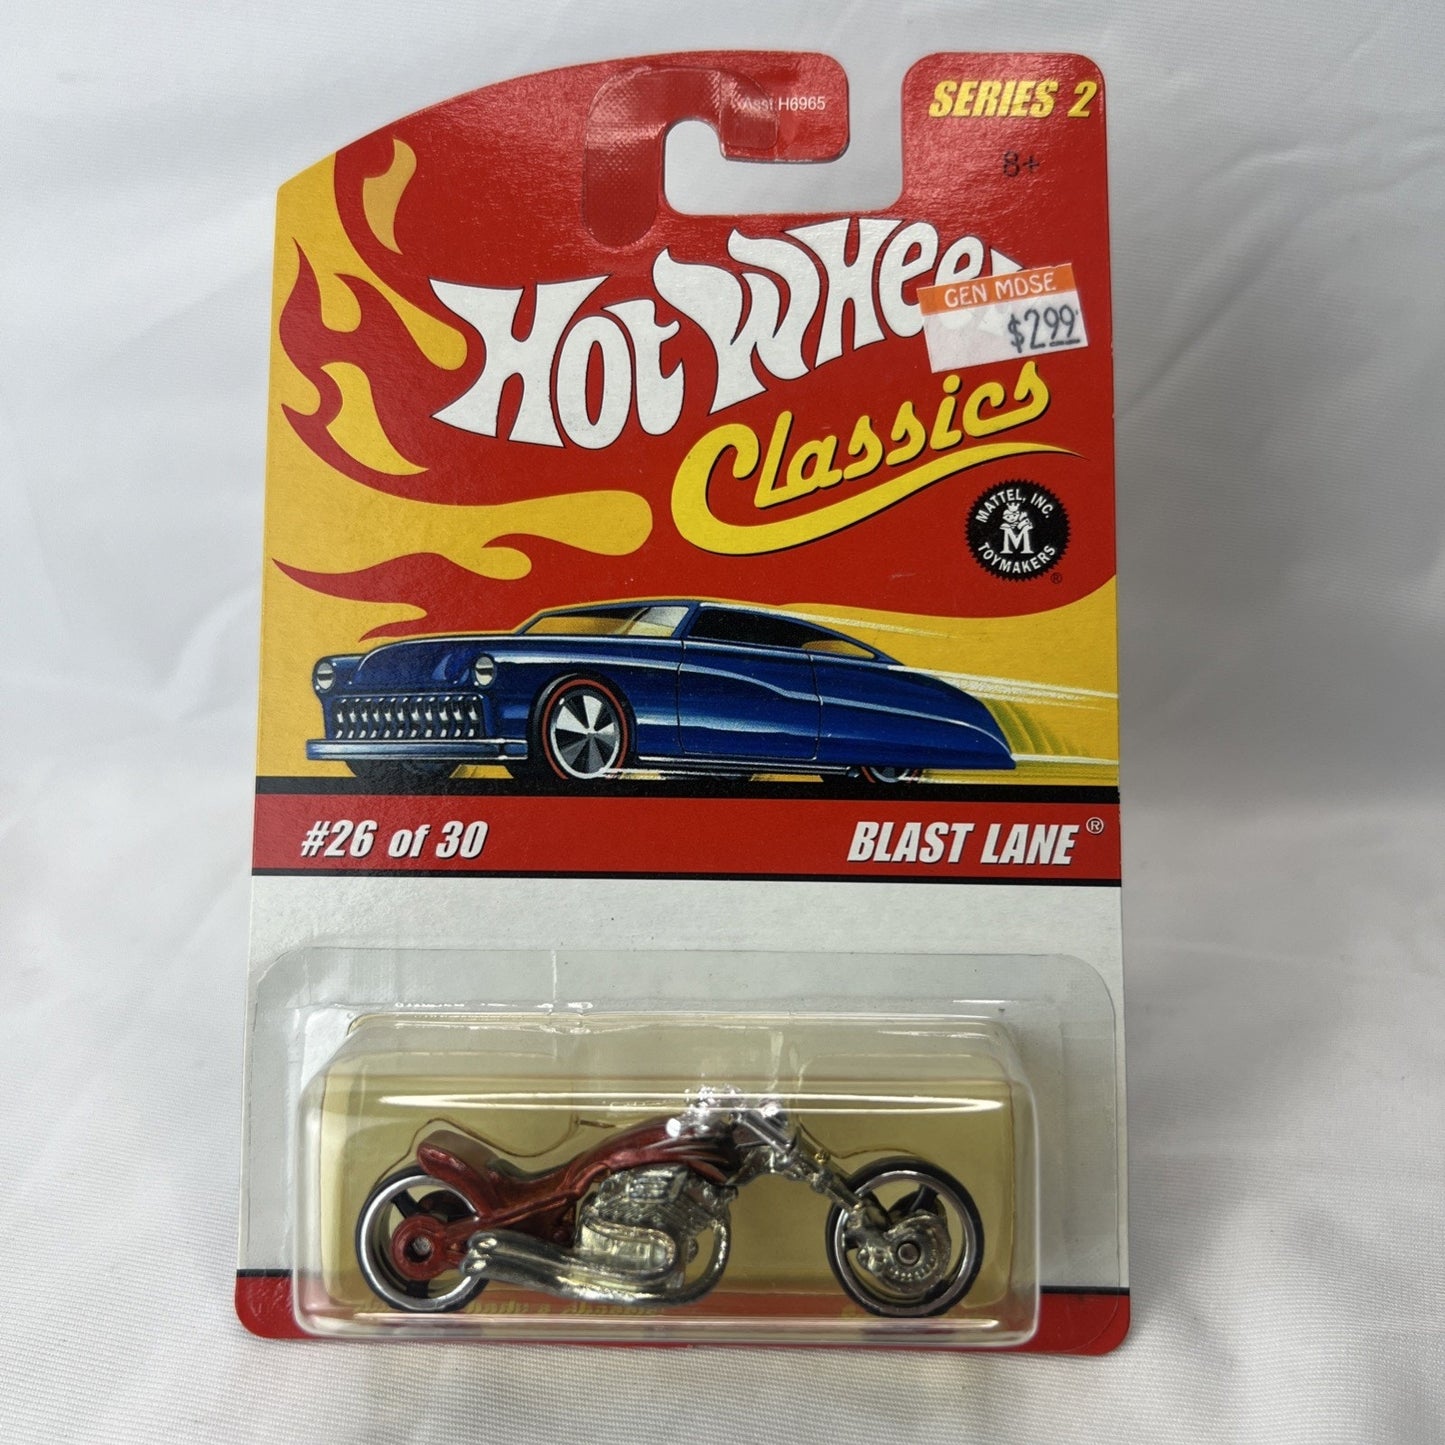 Asst H6965
SERIES 2
8+
HOT WHEE
GEN MDSE
$2.99
Classics
MATTEL, INC.
M
TOYMAKERS
®
#26 of 30
BLAST LANE®